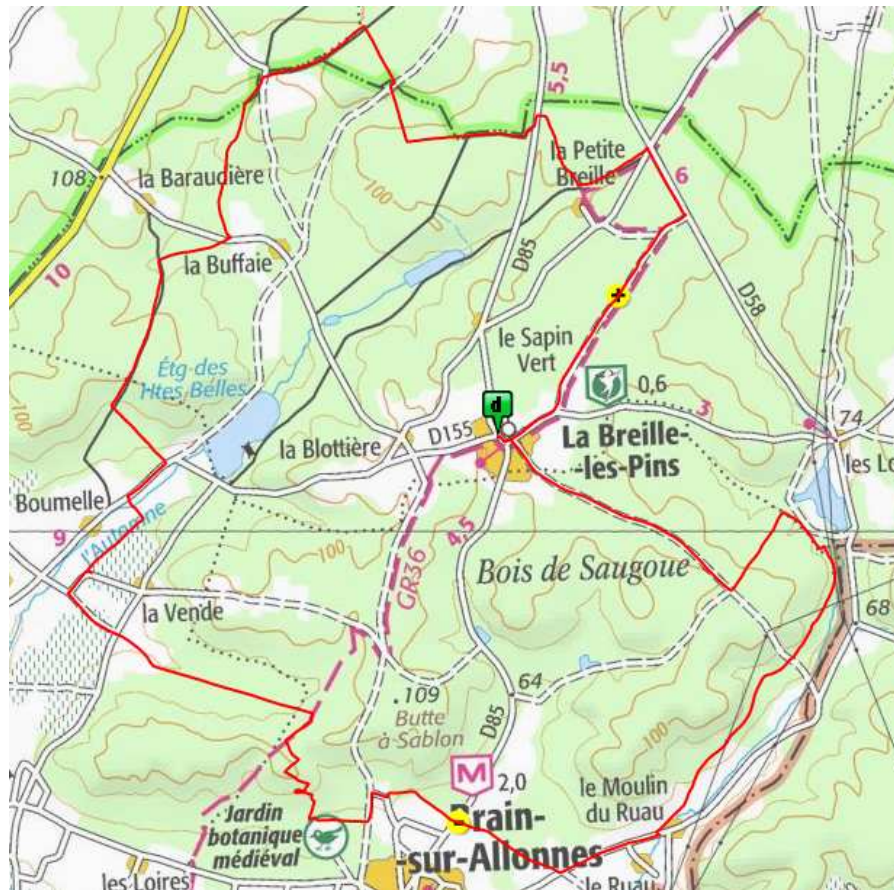 5,5
la Petite
Breille
6
108
la Baraudière
100
100
la Buffaie
D85
10
D58
le Sapin
Vert
Étg des
Htes Belles
0,6
3
d
D155
74
la Blottière
La Breille-
-les-Pins
les Lo
Boumelle
9
l'Automne
100
4,5
100
GR36
Bois de Saugoue
la Vende
68
64
.109
Butte
à Sablon
D85
100
M
2,0
le Moulin
du Ruau
Jardin
botanique
médiéval
Brain-
-sur-Allonnes
les Loires
le Ruau